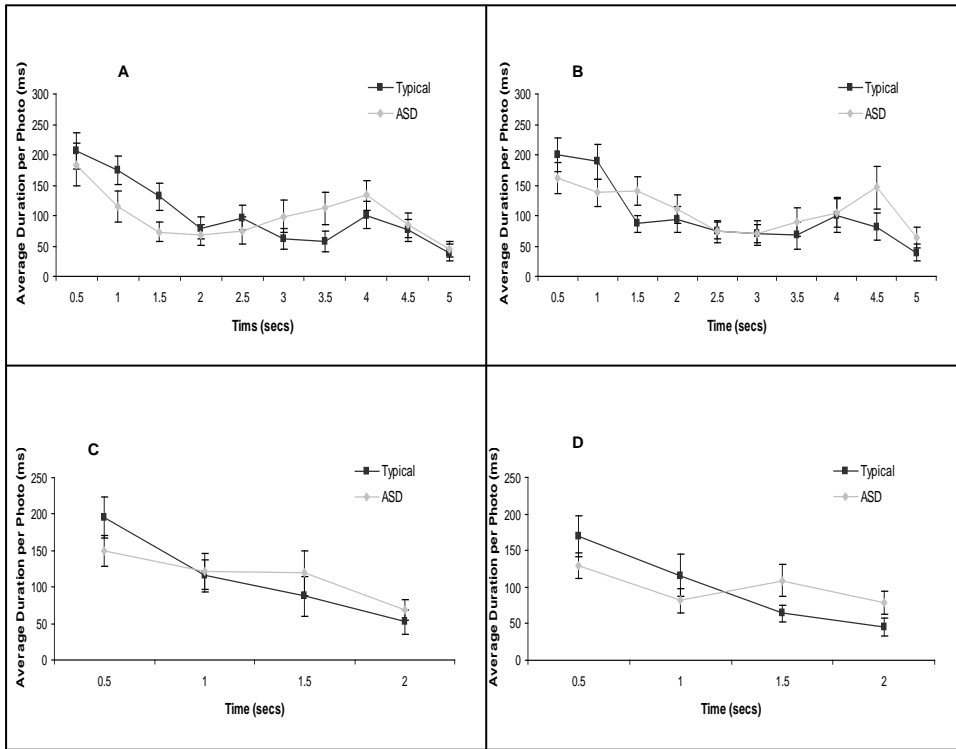 A
Average Duration per Photo (ms)
Typical
ASD
300
250
200
150
100
50
0
0.5 1 1.5 2 2.5 3 3.5 4 4.5 5
Tims (secs)
B
Average Duration per Photo (ms)
Typical
ASD
300
250
200
150
100
50
0
0.5 1 1.5 2 2.5 3 3.5 4 4.5 5
Time (secs)
C
Average Duration per Photo (ms)
Typical
ASD
250
200
150
100
50
0
0.5 1 1.5 2
Time (secs)
D
Average Duration per Photo (ms)
Typical
ASD
250
200
150
100
50
0
0.5 1 1.5 2
Time (secs)